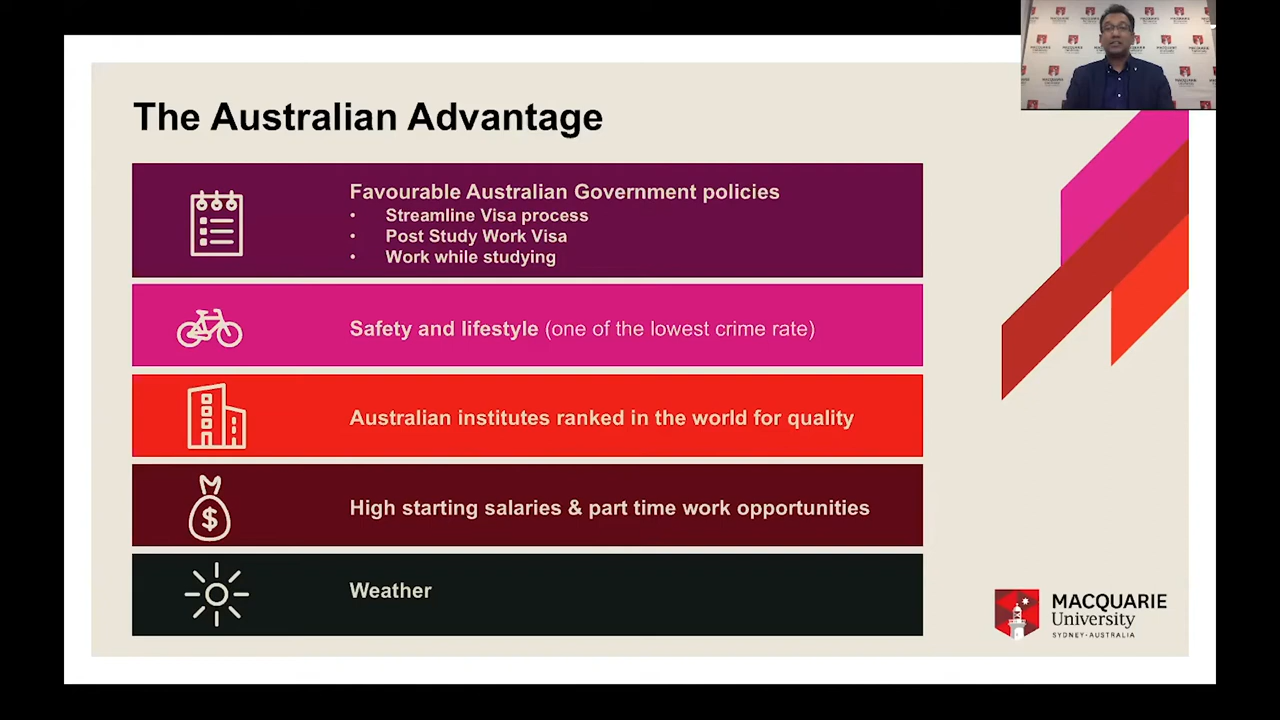 The Australian Advantage
Favourable Australian Government policies
• Streamline Visa process
• Post Study Work Visa
• Work while studying
Safety and lifestyle (one of the lowest crime rate)
Australian institutes ranked in the world for quality
$
High starting salaries & part time work opportunities
Weather
MACQUARIE
University
SYDNEY·AUSTRALIA